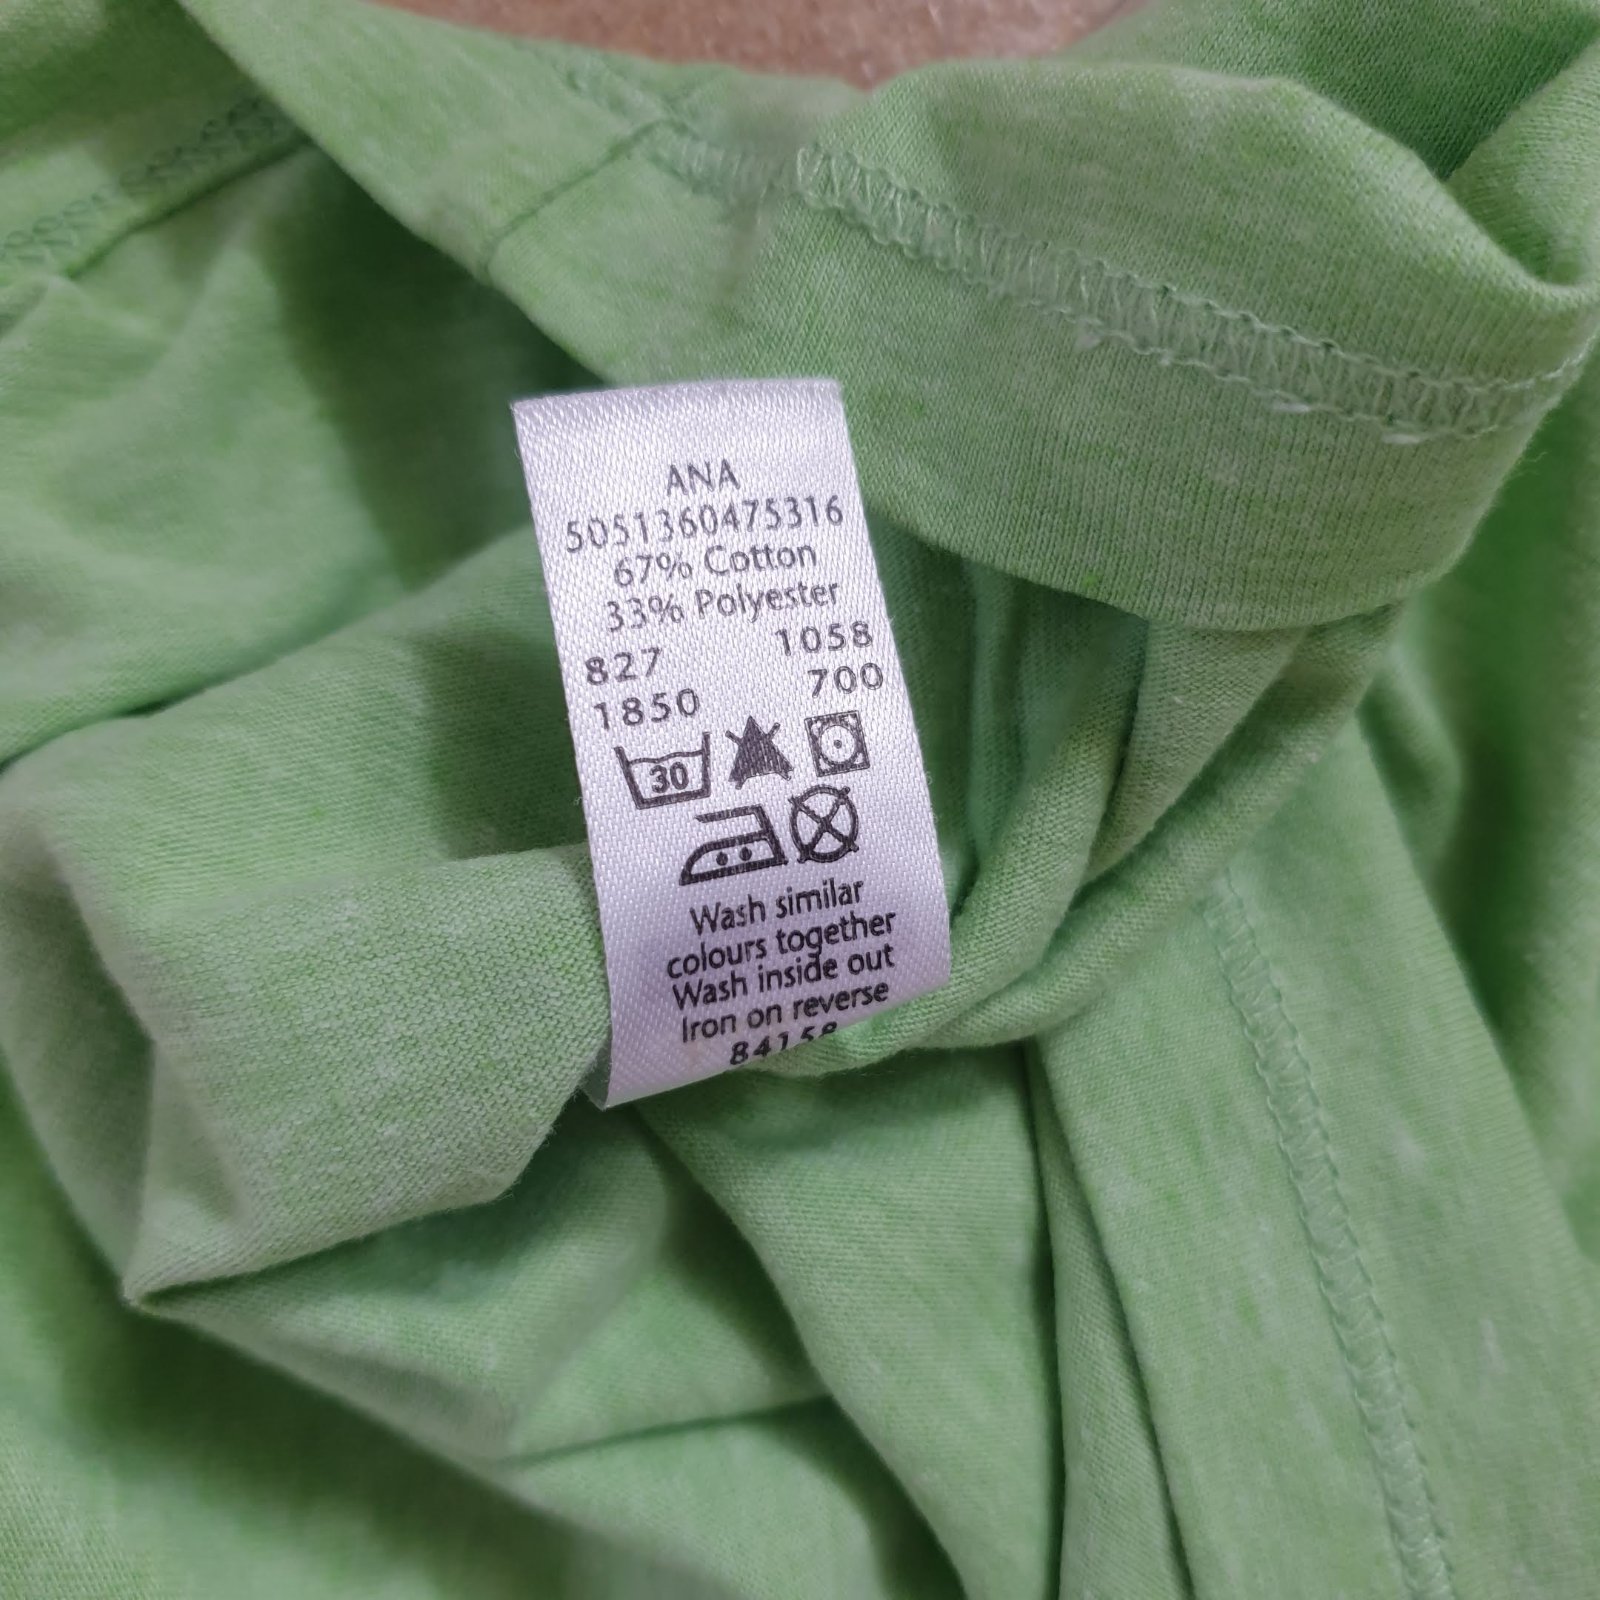 ANA
5051360475316
67% Cotton
33% Polyester
827 1058
1850 700
30
Wash similar
colours together
Wash inside out
Iron on reverse
84158